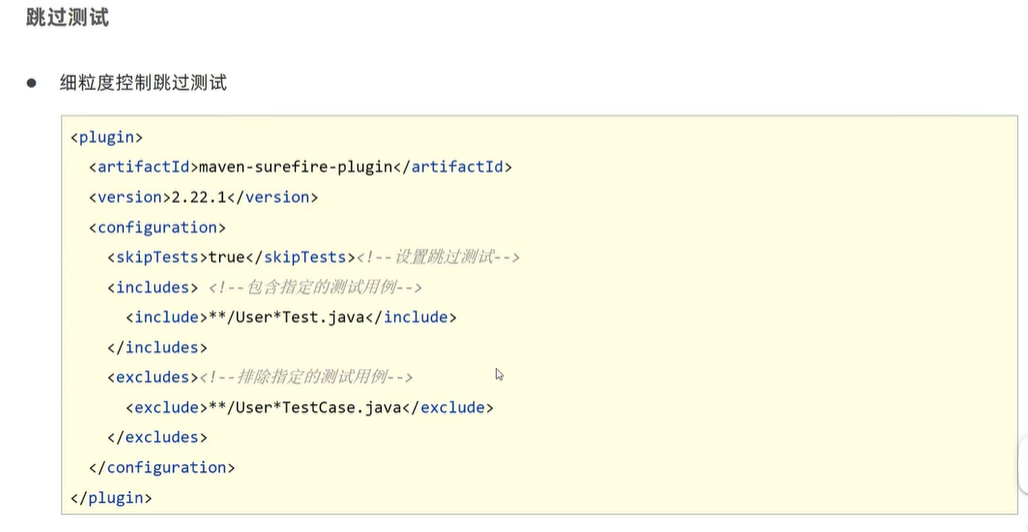 跳过测试
● 细粒度控制跳过测试
<plugin>
  <artifactId>maven-surefire-plugin</artifactId>
  <version>2.22.1</version>
  <configuration>
    <skipTests>true</skipTests><!--设置跳过测试-->
    <includes> <!--包含指定的测试用例-->
      <include>**/User*Test.java</include>
    </includes>
    <excludes><!--排除指定的测试用例-->
      <exclude>**/User*TestCase.java</exclude>
    </excludes>
  </configuration>
</plugin>